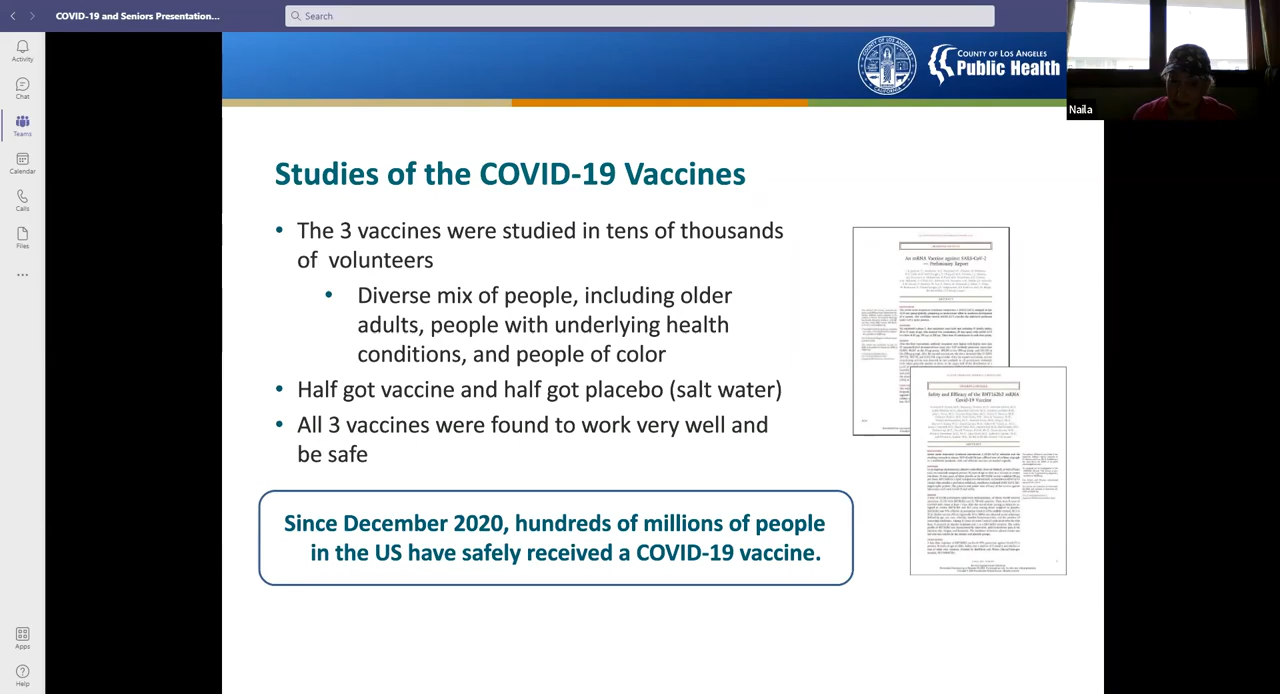 COVID-19 and Seniors Presentation...
Search
Activity
Chat
Teams
Calendar
Calls
Files
...
Apps
Help
COUNTY OF LOS ANGELES
Public Health
Naila
Studies of the COVID-19 Vaccines
• The 3 vaccines were studied in tens of thousands
of volunteers
• Diverse mix of people, including older
adults, people with underlying health
conditions, and people of color
• Half got vaccine and half got placebo (salt water)
• All 3 vaccines were found to work very well and
be safe
Since December 2020, hundreds of millions of people
in the US have safely received a COVID-19 vaccine.
An mRNA Vaccine against SARS-CoV-2
— Preliminary Report
Safety and Efficacy of the BNT162b2 mRNA
Covid-19 Vaccine